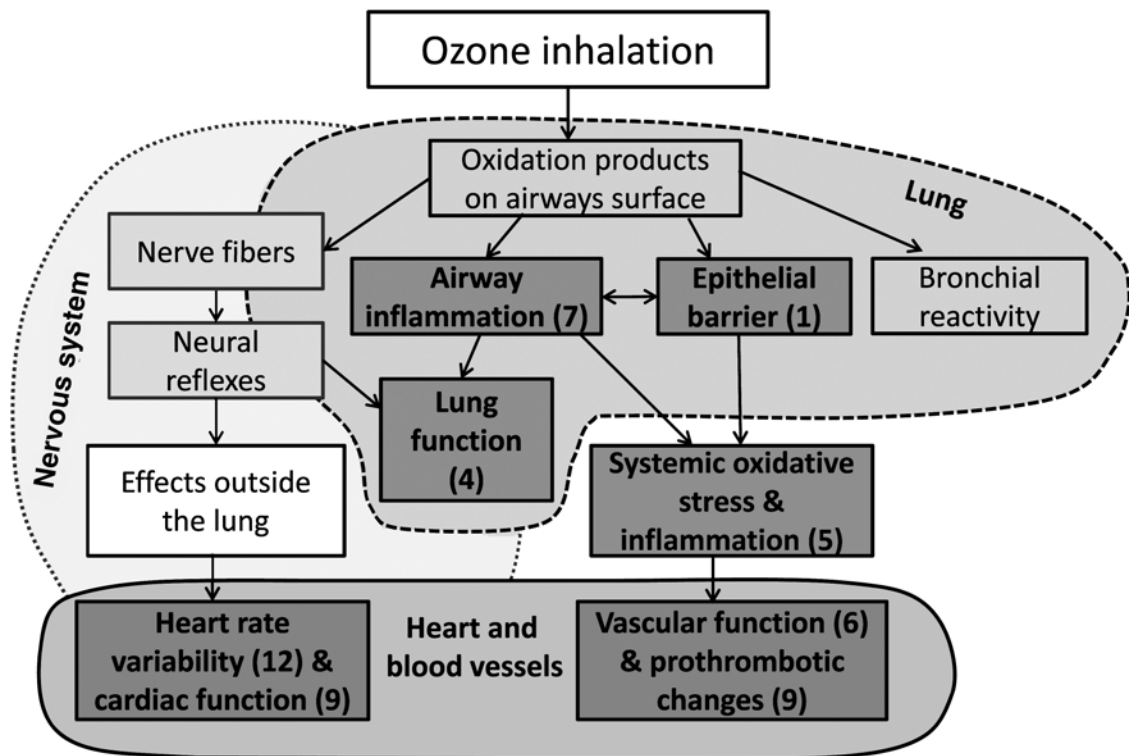 Ozone inhalation
Oxidation products
on airways surface
Lung
Nerve fibers
Airway
inflammation (7)
Epithelial
barrier (1)
Bronchial
reactivity
Neural
reflexes
Nervous system
Lung
function
(4)
Effects outside
the lung
Systemic oxidative
stress &
inflammation (5)
Heart rate
variability (12) &
cardiac function (9)
Heart and
blood vessels
Vascular function (6)
& prothrombotic
changes (9)